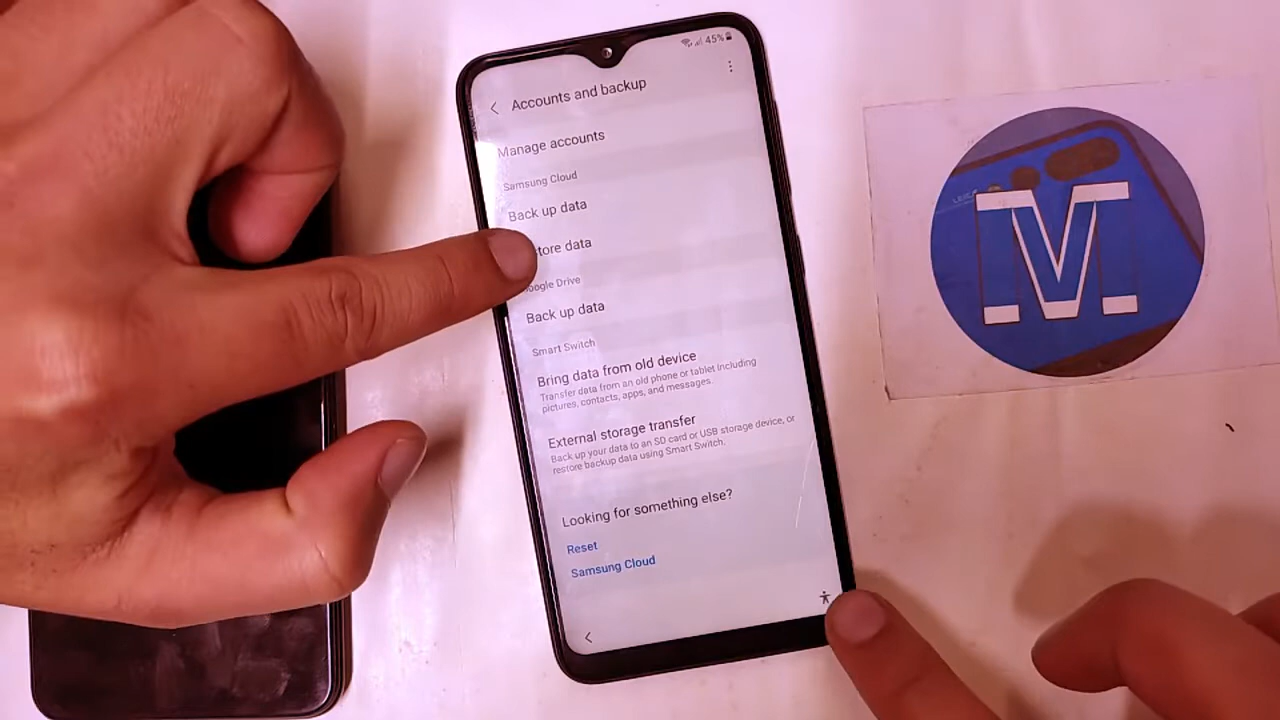 45%
Accounts and backup
Manage accounts
Samsung Cloud
Back up data
store data
oogle Drive
Back up data
Smart Switch
Bring data from old device
Transfer data from an old phone or tablet including
pictures, contacts, apps, and messages.
External storage transfer
Back up your data to an SD card or USB storage device, or
restore backup data using Smart Switch.
Looking for something else?
Reset
Samsung Cloud
M